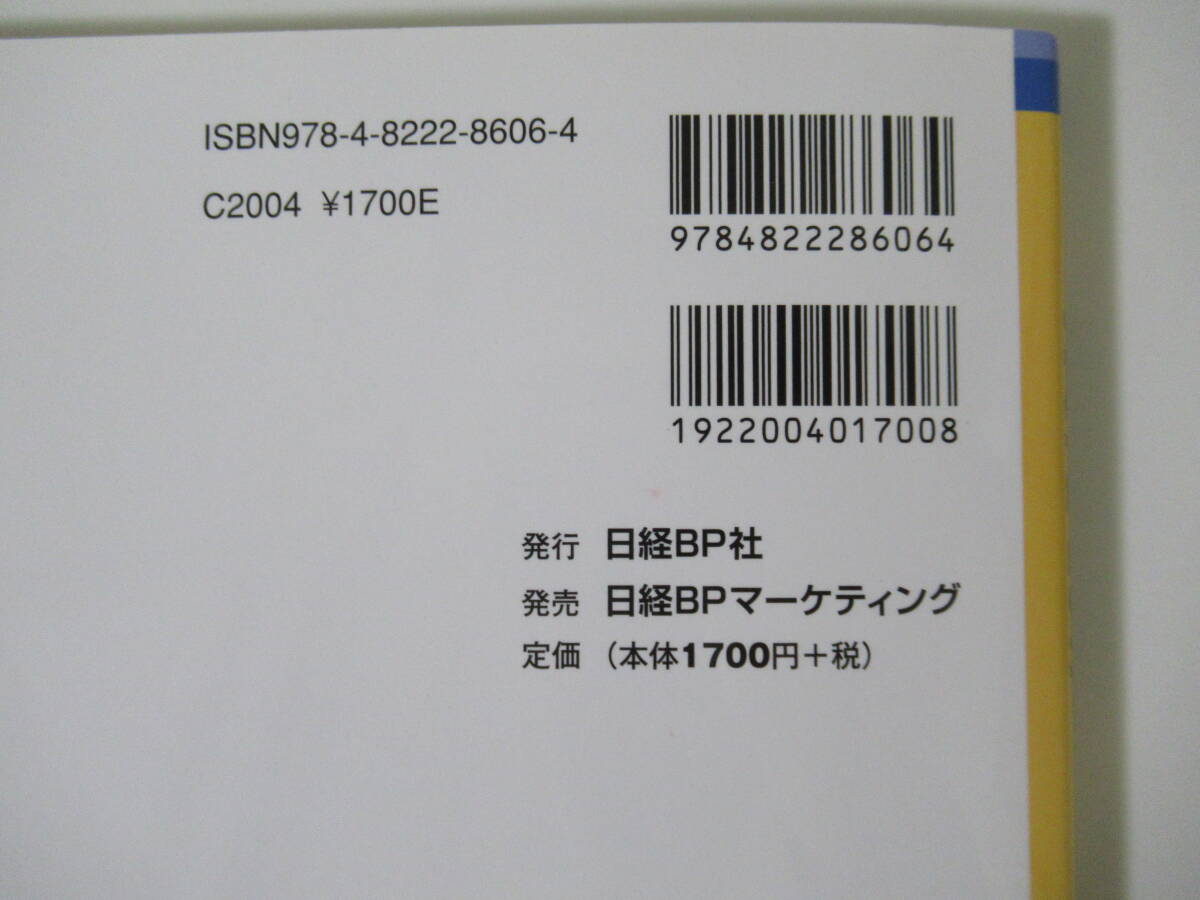 ISBN978-4-8222-8606-4
C2004 ¥1700E
9784822286064
1922004017008
発行 日経BP社
発売 日経BPマーケティング
定価（本体1700円＋税）